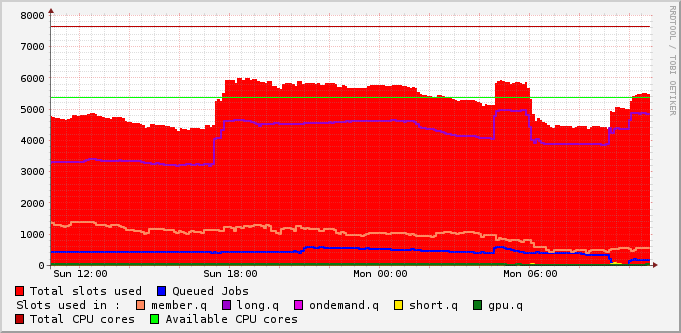 8000
7000
6000
5000
4000
3000
2000
1000
0
Sun 12:00 Sun 18:00 Mon 00:00 Mon 06:00
Total slots used Queued Jobs
Slots used in : member.q long.q ondemand.q short.q gpu.q
Total CPU cores Available CPU cores
RRDTOOL / TOBI OETIKER